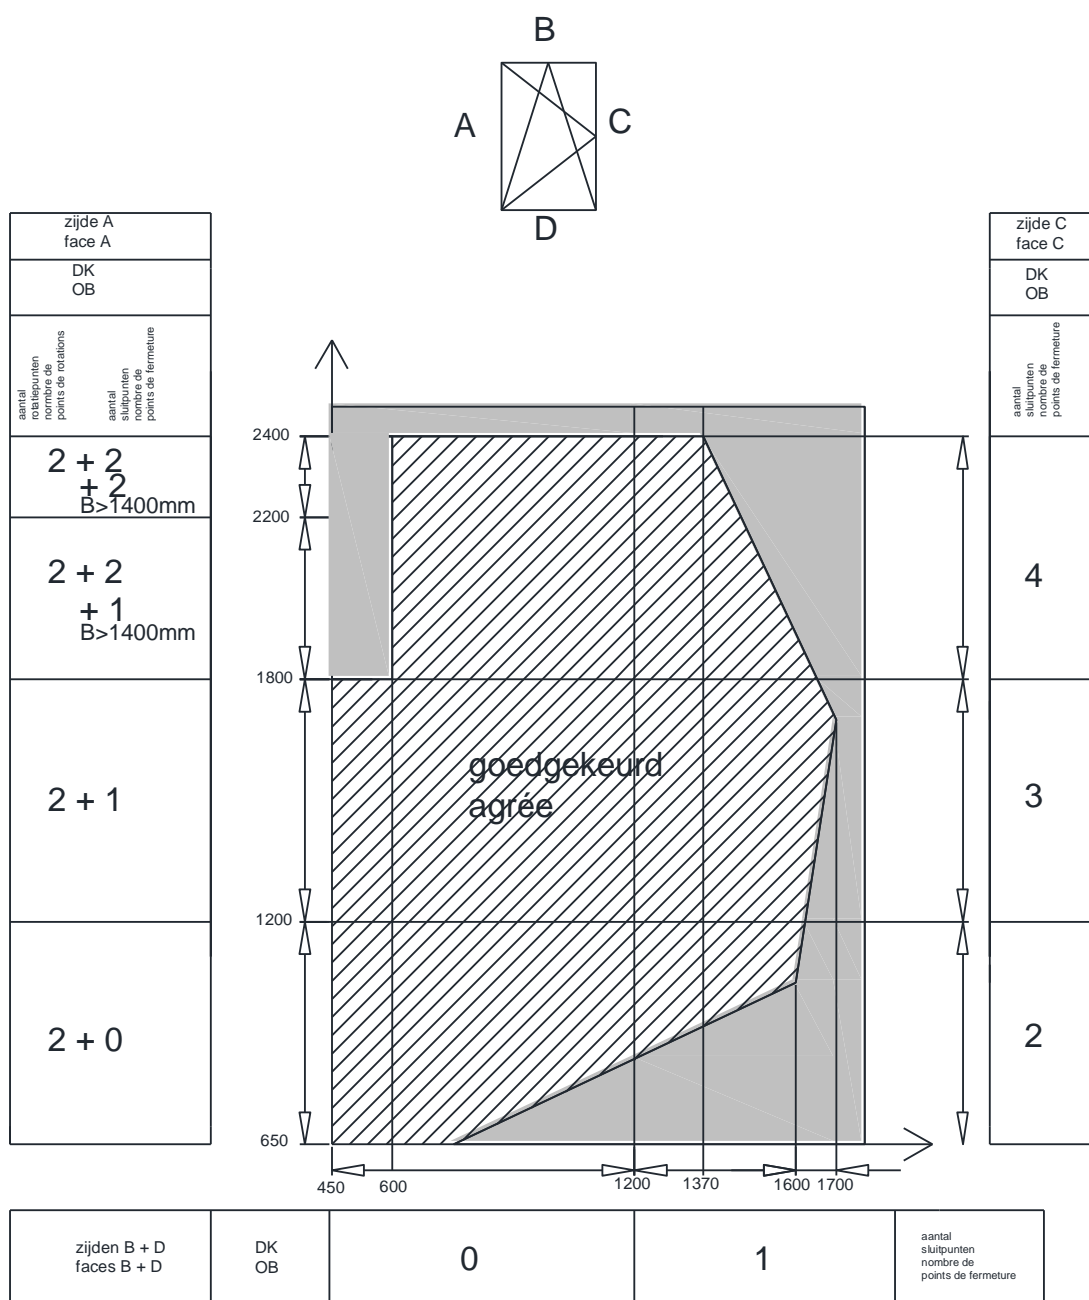 B
A
C
D
zijde A
face A
DK
OB
aantal
rotatiepunten
normbre de
points de rotations
aantal
sluitpunten
nombre de
points de fermeture
2 + 2
+ 2
B>1400mm
2 + 2
+ 1
B>1400mm
2 + 1
2 + 0
2400
2200
1800
1200
650
goedgekeurd
agrée
450
600
1200
1370
1600
1700
zijde C
face C
DK
OB
aantal
sluitpunten
nombre de
points de fermeture
4
3
2
zijden B + D
faces B + D
DK
OB
0
1
aantal
sluitpunten
nombre de
points de fermeture